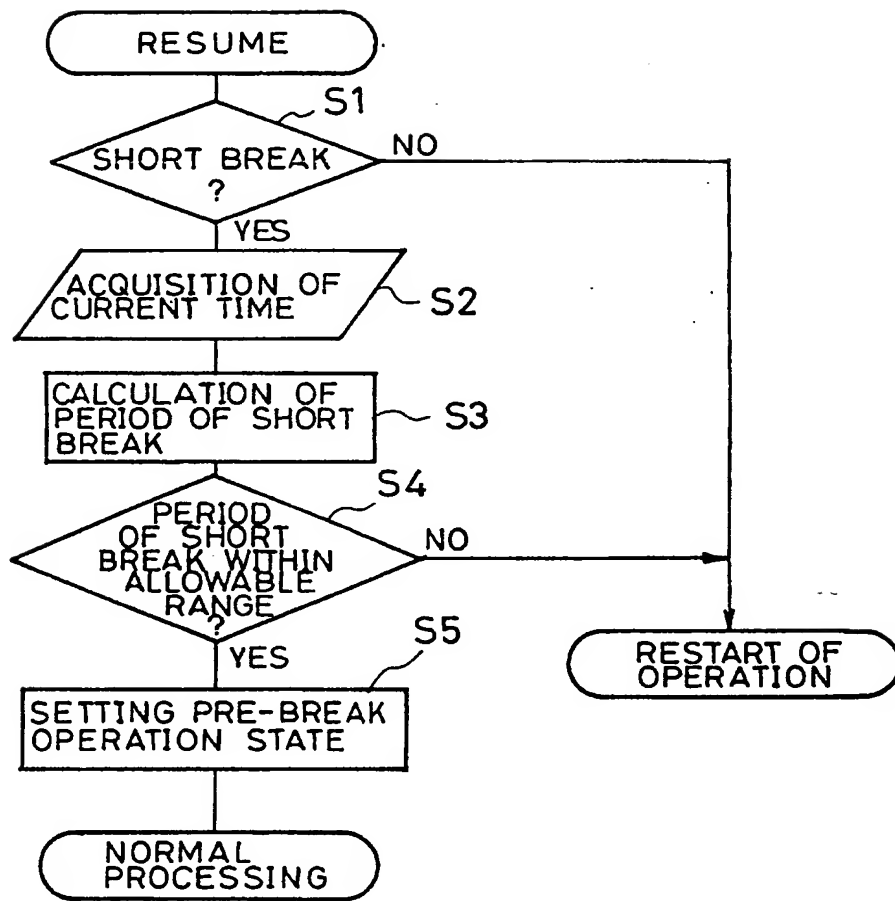 RESUME
S1
SHORT BREAK
?
NO
YES
ACQUISITION OF
CURRENT TIME
S2
CALCULATION OF
PERIOD OF SHORT
BREAK
S3
S4
PERIOD
OF SHORT
BREAK WITHIN
ALLOWABLE
RANGE
?
NO
YES
S5
RESTART OF
OPERATION
SETTING PRE-BREAK
OPERATION STATE
NORMAL
PROCESSING